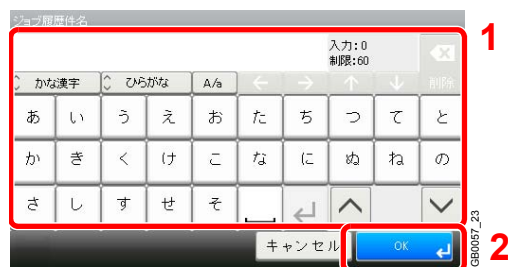 ジョブ履歴件名
1
入力:0
制限:60
かな漢字 ひらがな A/a ← → ↑ ↓ 削除
あ い う え お た ち つ て と
か き く け こ な に ぬ ね の
さ し す せ そ
キャンセル OK 2
GB0057_23